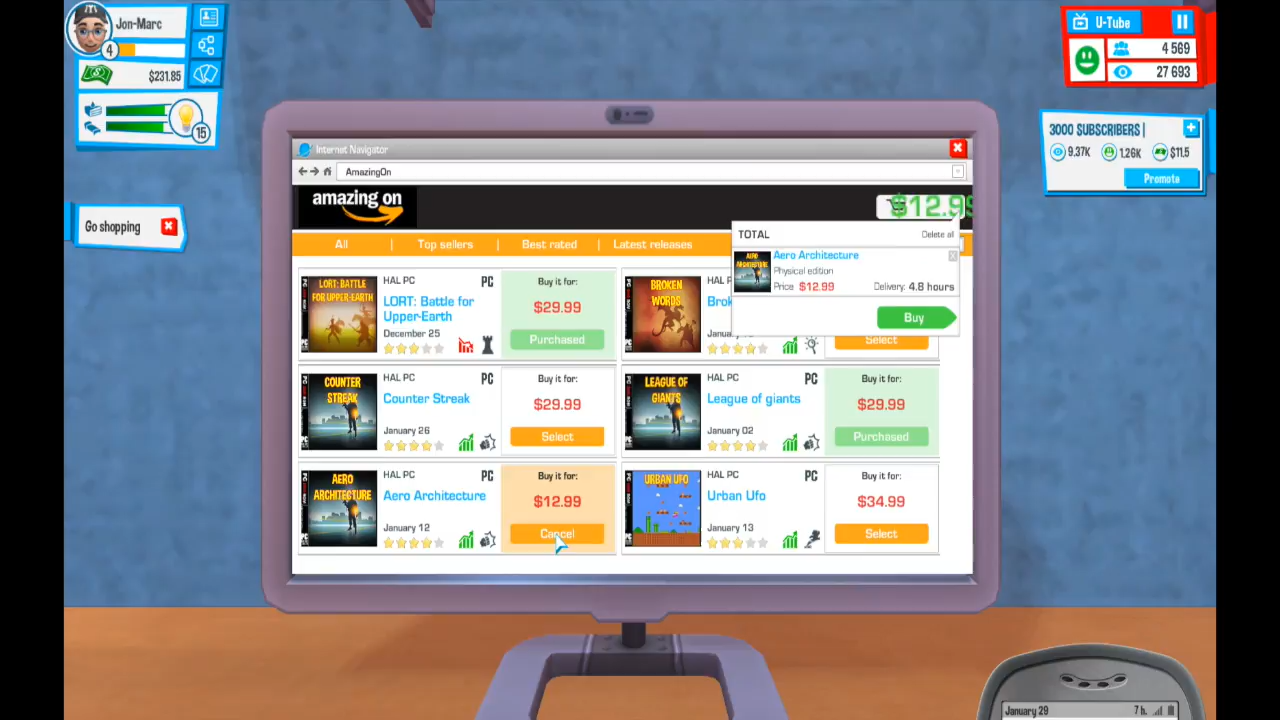 Jon-Marc
4
$231.85
15
Go shopping
U-Tube
4 569
27 693
3000 SUBSCRIBERS |
9.37K
1.26K
$11.5
Promote
Internet Navigator
AmazingOn
amazing on
$12.99
All | Top sellers | Best rated | Latest releases
TOTAL
Delete all
Aero Architecture
Physical edition
Price $12.99
Delivery: 4.8 hours
Buy
LORT: BATTLE
FOR UPPER-EARTH
HAL PC
PC
LORT: Battle for
Upper-Earth
December 25
Buy it for:
$29.99
Purchased
BROKEN
WORDS
Select
COUNTER
STREAK
HAL PC
PC
Counter Streak
January 26
Buy it for:
$29.99
Select
LEAGUE OF
GIANTS
HAL PC
PC
League of giants
January 02
Buy it for:
$29.99
Purchased
AERO
ARCHITECTURE
HAL PC
PC
Aero Architecture
January 12
Buy it for:
$12.99
Cancel
URBAN UFO
HAL PC
PC
Urban Ufo
January 13
Buy it for:
$34.99
Select
January 29
7 h.